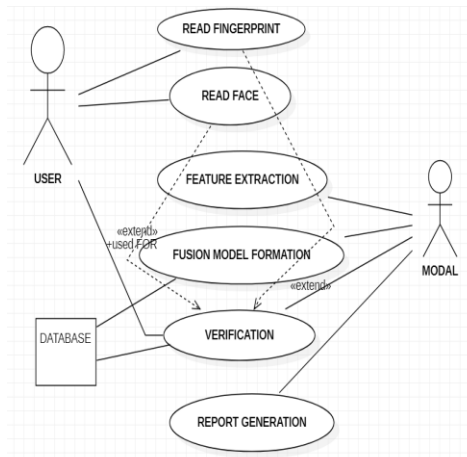 READ FINGERPRINT
READ FACE
FEATURE EXTRACTION
USER
«extend»
+used FOR
FUSION MODEL FORMATION
MODAL
«extend»
DATABASE
VERIFICATION
REPORT GENERATION